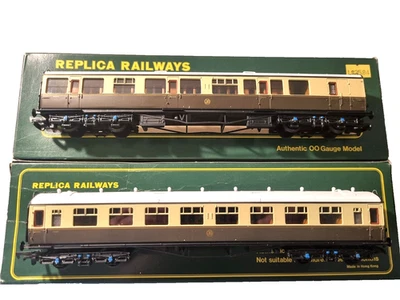 REPLICA RAILWAYS
Authentic OO Gauge Model
REPLICA RAILWAYS
Not suitable
Made in Hong Kong